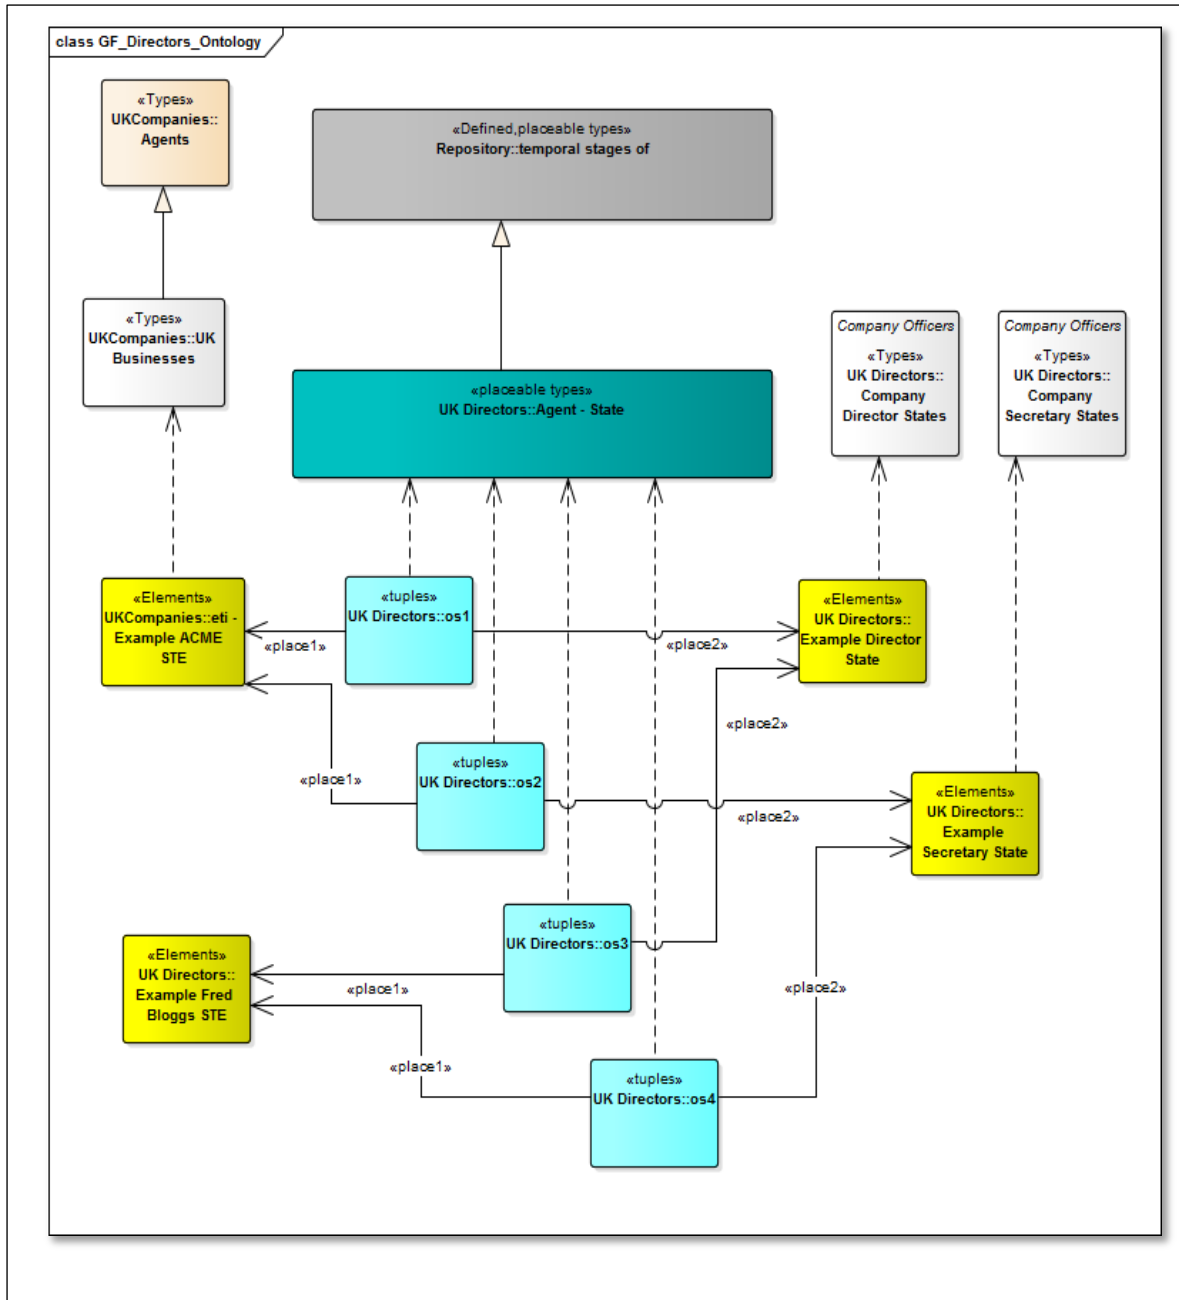 class GF_Directors_Ontology
«Types»
UKCompanies::
Agents
«Defined,placeable types»
Repository::temporal stages of
«Types»
UKCompanies::UK
Businesses
Company Officers
«Types»
UK Directors::
Company
Director States
Company Officers
«Types»
UK Directors::
Company
Secretary States
«placeable types»
UK Directors::Agent - State
«Elements»
UKCompanies::eti -
Example ACME
STE
«tuples»
UK Directors::os1
«Elements»
UK Directors::
Example Director
State
«place1»
«place2»
«place2»
«tuples»
UK Directors::os2
«place1»
«place2»
«Elements»
UK Directors::
Example
Secretary State
«tuples»
UK Directors::os3
«Elements»
UK Directors::
Example Fred
Bloggs STE
«place1»
«place2»
«place1»
«tuples»
UK Directors::os4